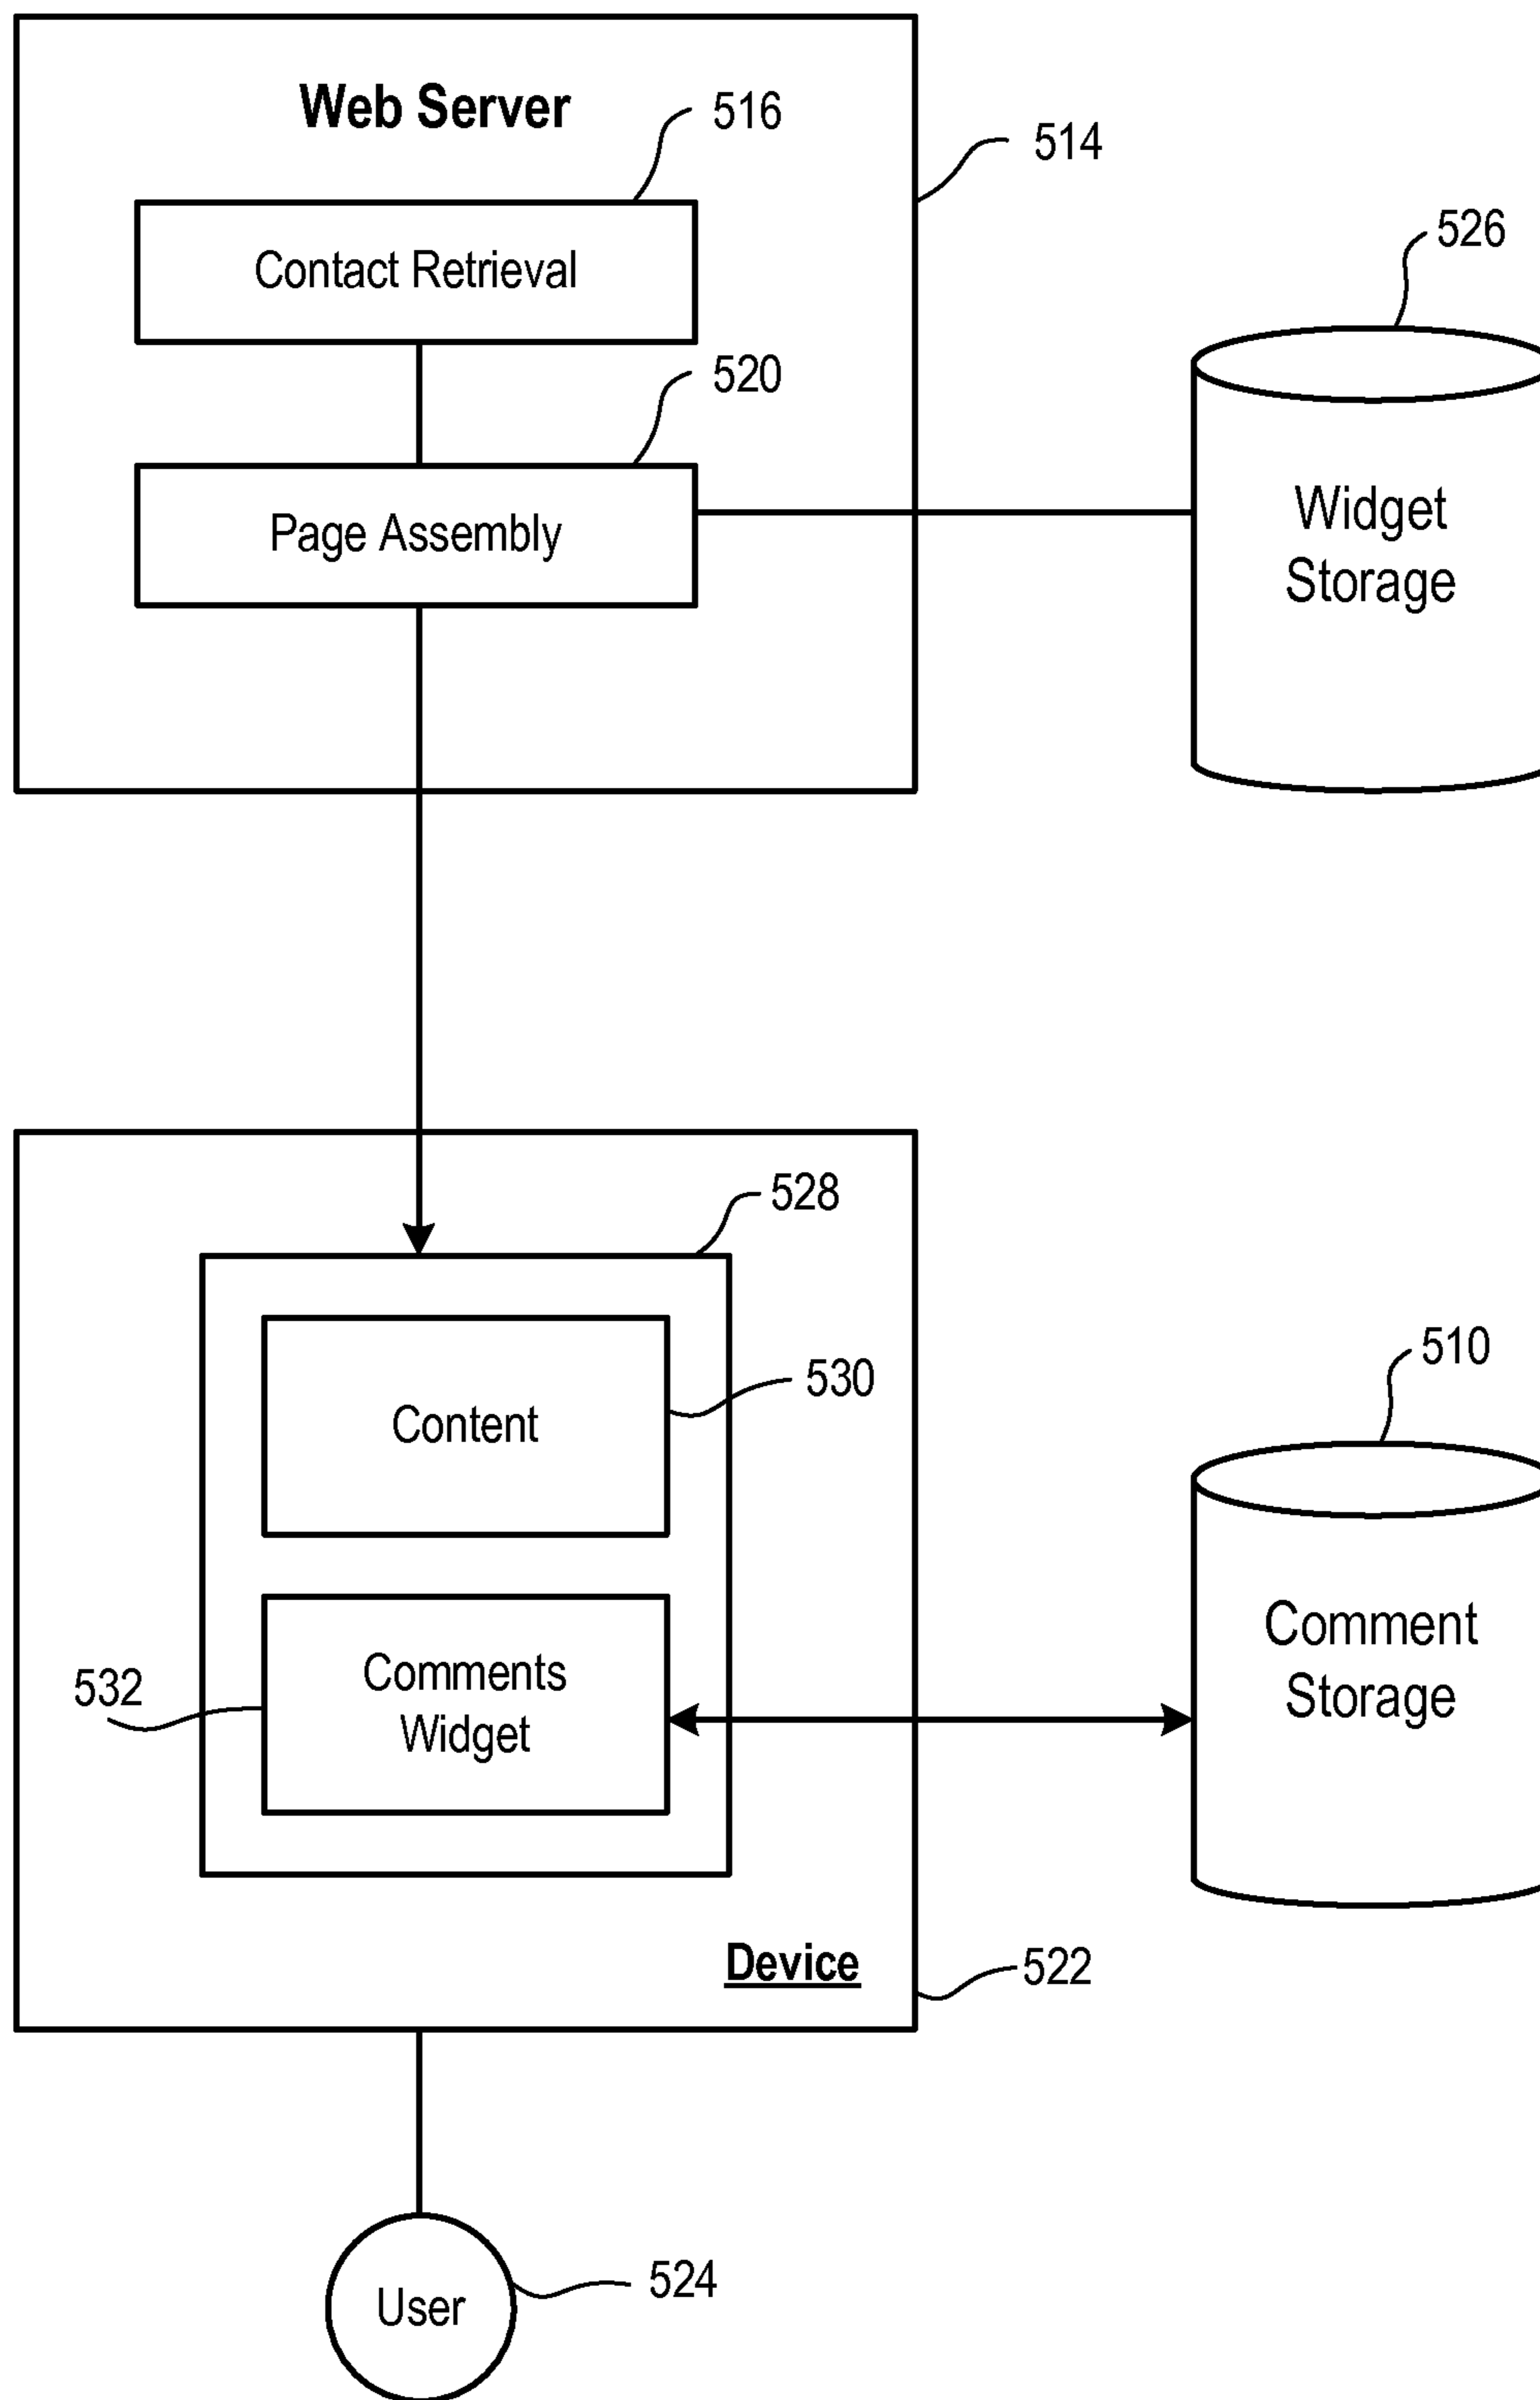 Web Server
516
514
Contact Retrieval
526
520
Page Assembly
Widget
Storage
528
530
Content
510
Comments
Widget
532
Comment
Storage
Device
522
User
524